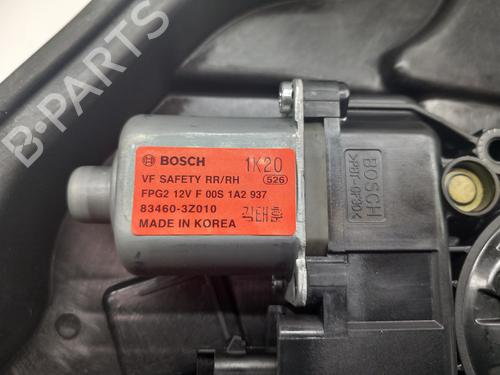 B-PARTS
BOSCH 1K20
VF SAFETY RR/RH 526
FPG2 12V F 00S 1A2 937
83460-3Z010
MADE IN KOREA
BOSCH